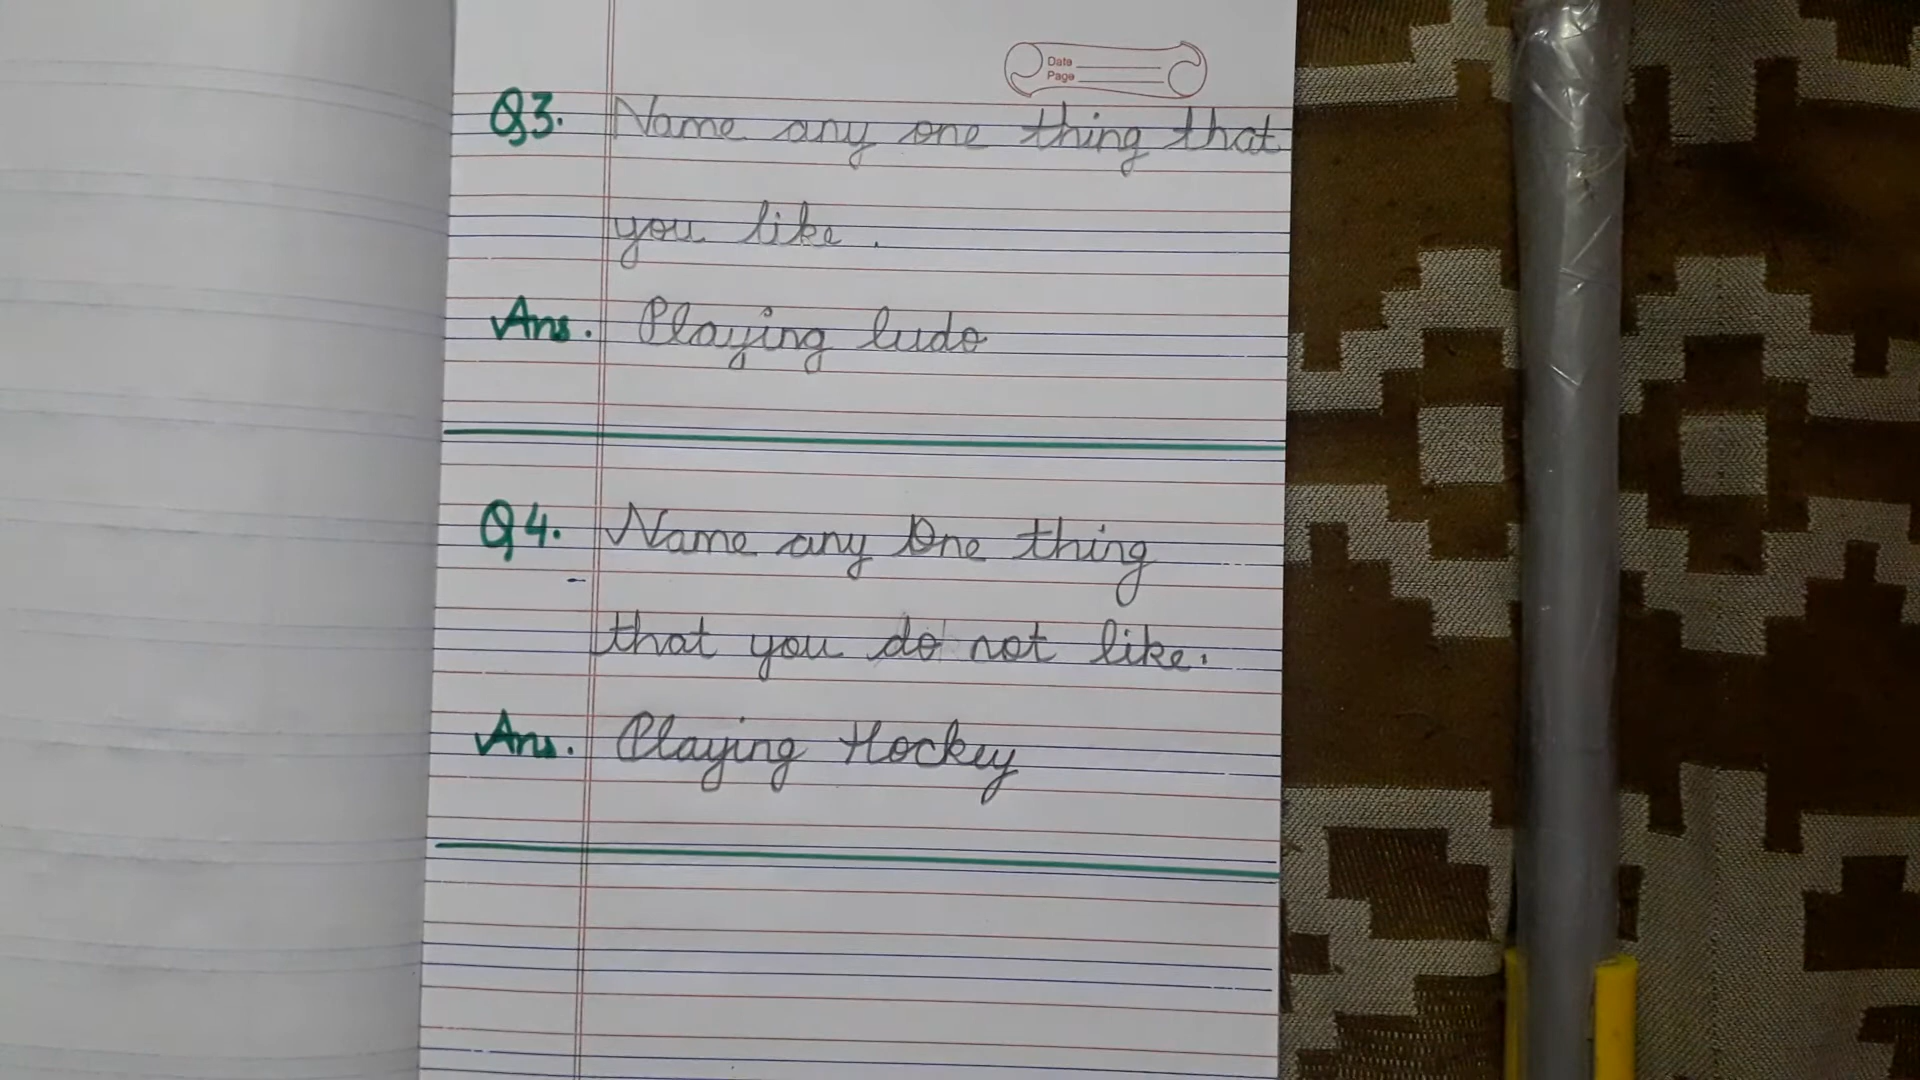 Date
Page
Q3. Name any one thing that
you like.
Ans. Playing ludo
Q4. Name any One thing
that you do not like.
Ans. Playing Hockey